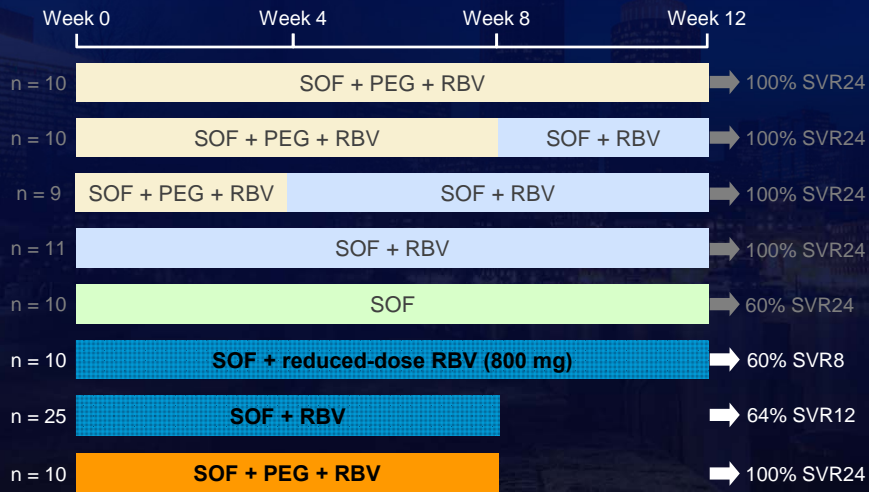 Week 0 Week 4 Week 8 Week 12
n = 10 SOF + PEG + RBV 100% SVR24
n = 10 SOF + PEG + RBV SOF + RBV 100% SVR24
n = 9 SOF + PEG + RBV SOF + RBV 100% SVR24
n = 11 SOF + RBV 100% SVR24
n = 10 SOF 60% SVR24
n = 10 SOF + reduced-dose RBV (800 mg) 60% SVR8
n = 25 SOF + RBV 64% SVR12
n = 10 SOF + PEG + RBV 100% SVR24